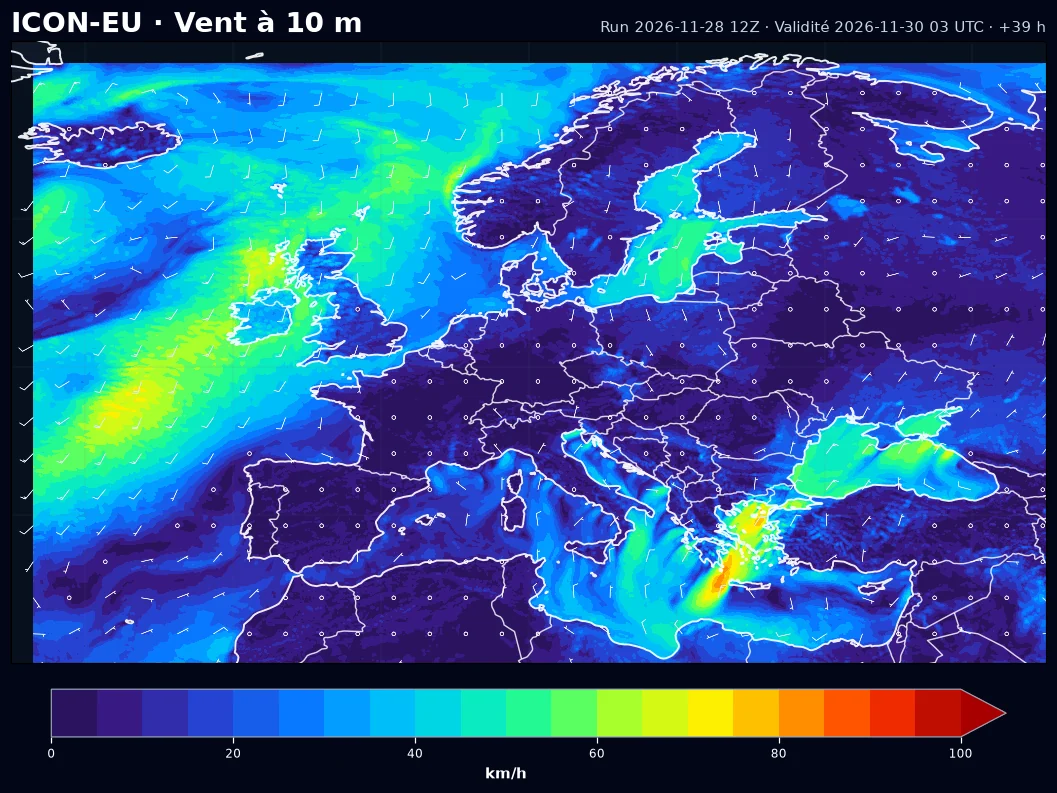 ICON-EU · Vent à 10 m
Run 2026-11-28 12Z · Validité 2026-11-30 03 UTC · +39 h
0 20 40 60 80 100
km/h